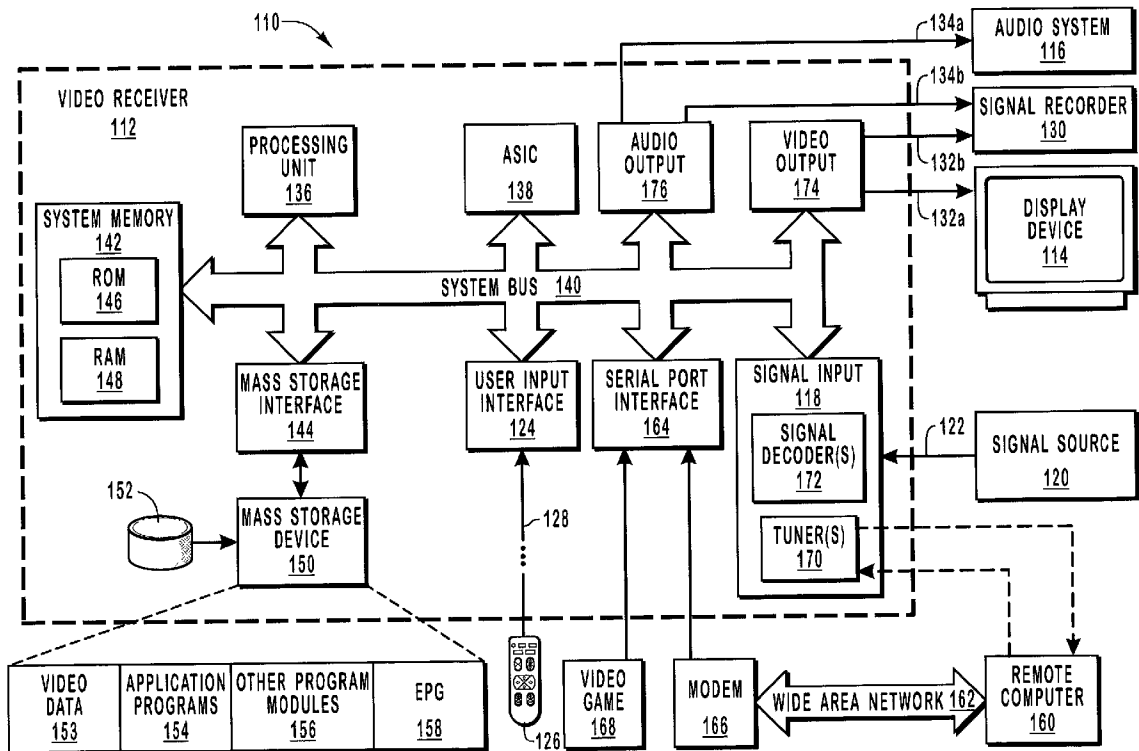 110
134a
AUDIO SYSTEM
116
134b
SIGNAL RECORDER
130
132b
132a
DISPLAY
DEVICE
114
VIDEO RECEIVER
112
PROCESSING
UNIT
136
ASIC
138
AUDIO
OUTPUT
176
VIDEO
OUTPUT
174
SYSTEM MEMORY
142
ROM
146
RAM
148
SYSTEM BUS 140
MASS STORAGE
INTERFACE
144
USER INPUT
INTERFACE
124
SERIAL PORT
INTERFACE
164
SIGNAL INPUT
118
SIGNAL
DECODER(S)
172
TUNER(S)
170
122
SIGNAL SOURCE
120
152
MASS STORAGE
DEVICE
150
128
VIDEO
DATA
153
APPLICATION
PROGRAMS
154
OTHER PROGRAM
MODULES
156
EPG
158
126
VIDEO
GAME
168
MODEM
166
WIDE AREA NETWORK 162
REMOTE
COMPUTER
160